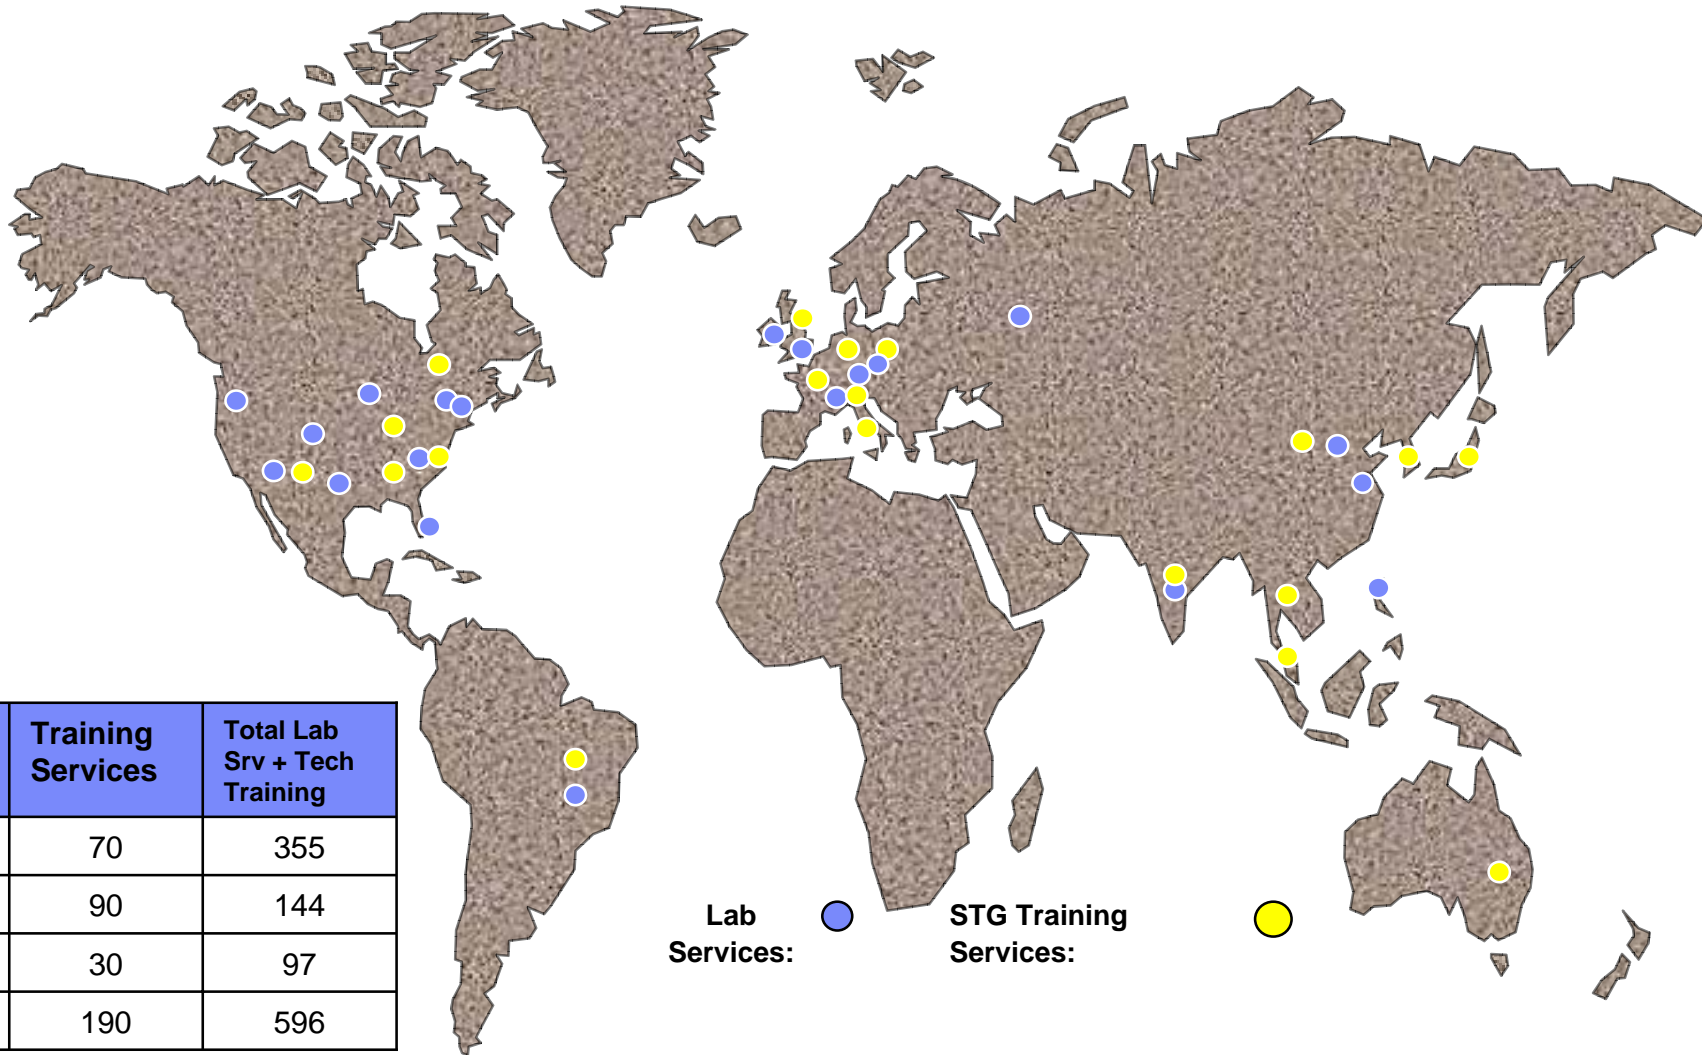 Training
Services
Total Lab
Srv + Tech
Training
70
355
90
144
30
97
190
596
Lab
Services:
STG Training
Services: